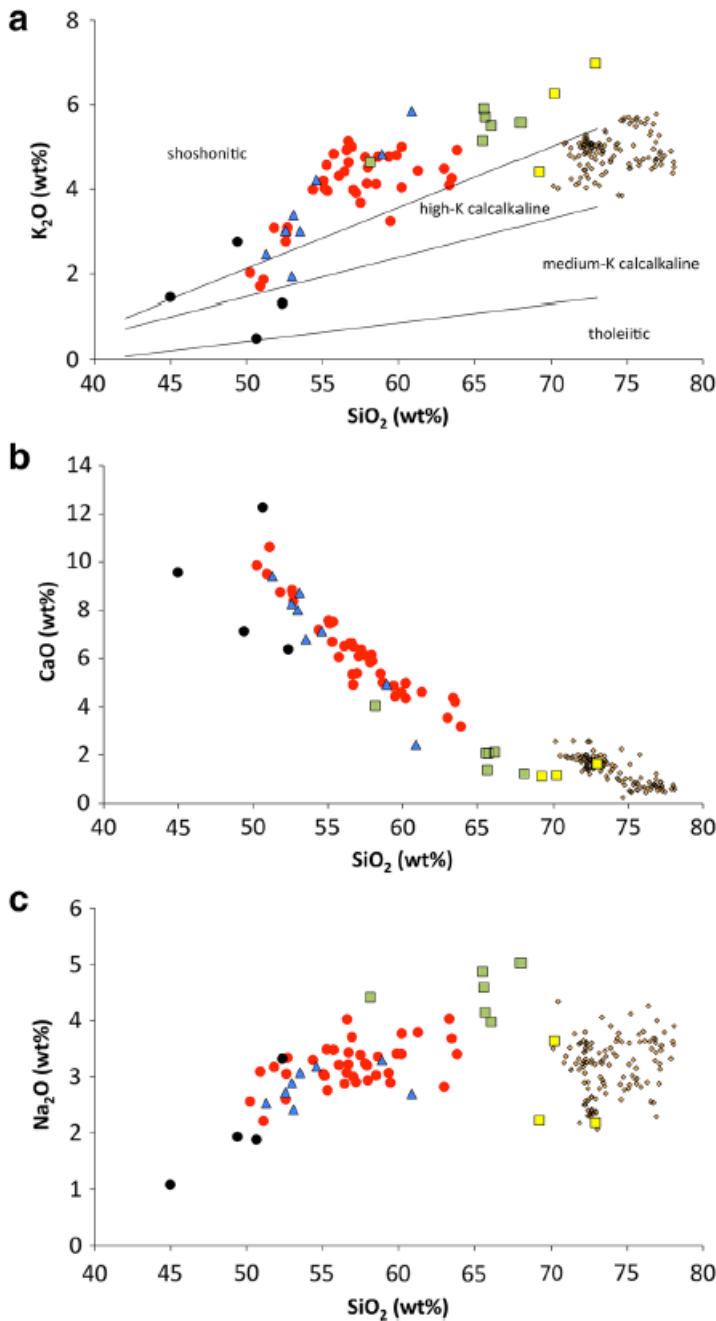 a
8
6
4
2
0
K₂O (wt%)
shoshonitic
high-K calcalkaline
medium-K calcalkaline
tholeiitic
40 45 50 55 60 65 70 75 80
SiO₂ (wt%)
b
14
12
10
8
6
4
2
0
CaO (wt%)
40 45 50 55 60 65 70 75 80
SiO₂ (wt%)
c
6
5
4
3
2
1
0
Na₂O (wt%)
40 45 50 55 60 65 70 75 80
SiO₂ (wt%)